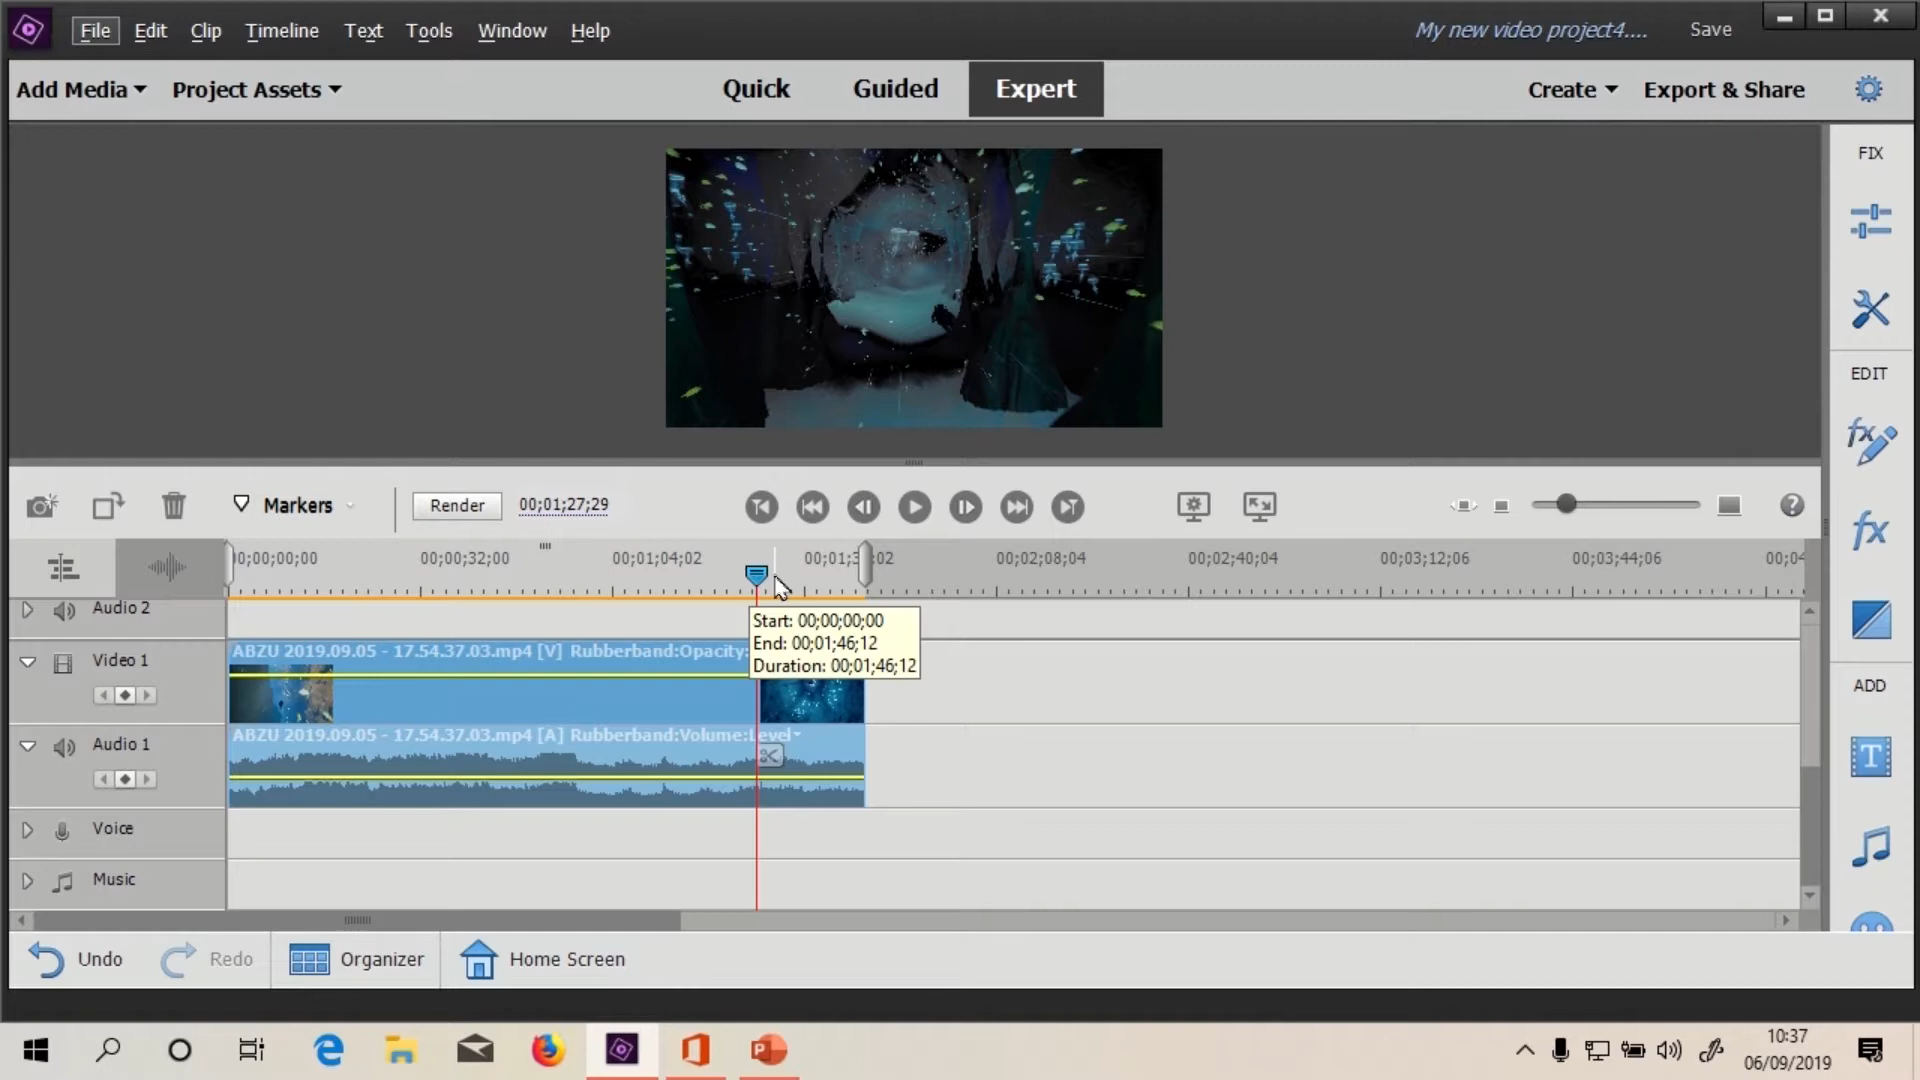 File Edit Clip Timeline Text Tools Window Help My new video project4.... Save
Add Media Project Assets Quick Guided Expert Create Export & Share
FIX
EDIT
Markers Render 00;01;27;29
00;00;00;00 00;00;32;00 00;01;04;02 00;02;08;04 00;02;40;04 00;03;12;06 00;03;44;06
Audio 2
Start: 00;00;00;00
End: 00;01;46;12
Duration: 00;01;46;12
Video 1
ABZU 2019.09.05 - 17.54.37.03.mp4 [V] Rubberband:Opacity:
ADD
Audio 1
ABZU 2019.09.05 - 17.54.37.03.mp4 [A] Rubberband:Volume:Level
Voice
Music
Undo Redo Organizer Home Screen
10:37
06/09/2019